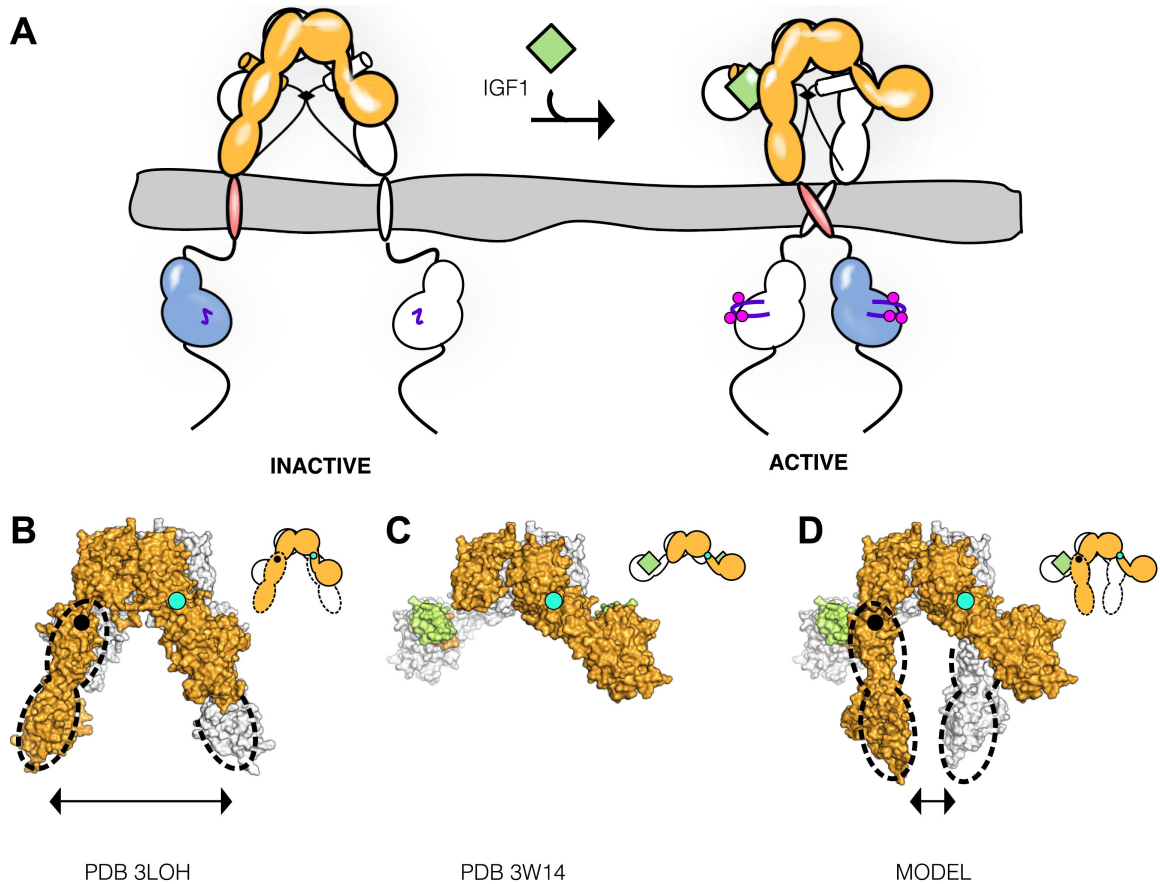 A
IGF1
INACTIVE
ACTIVE
B
C
D
PDB 3LOH
PDB 3W14
MODEL